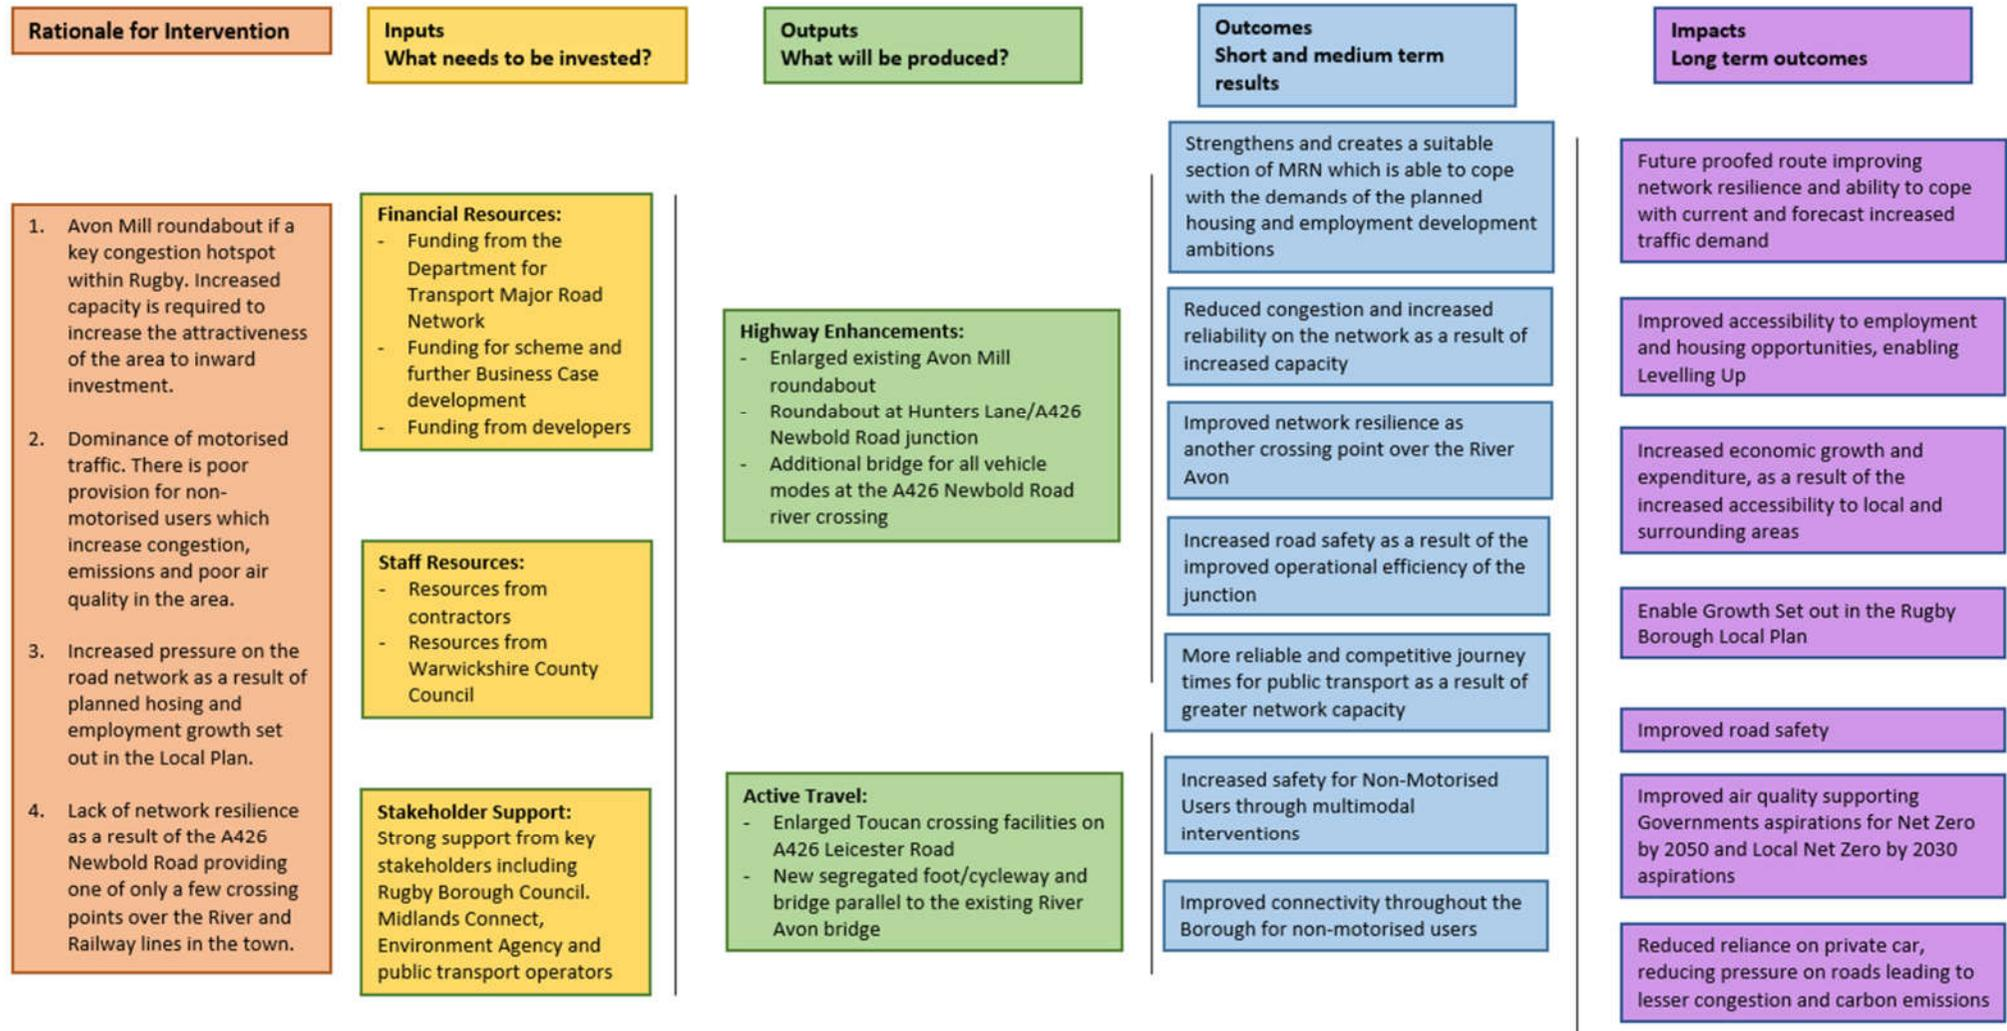 Rationale for Intervention
Inputs
What needs to be invested?
Outputs
What will be produced?
Outcomes
Short and medium term
results
Impacts
Long term outcomes
1. Avon Mill roundabout if a
key congestion hotspot
within Rugby. Increased
capacity is required to
increase the attractiveness
of the area to inward
investment.
2. Dominance of motorised
traffic. There is poor
provision for non-
motorised users which
increase congestion,
emissions and poor air
quality in the area.
3. Increased pressure on the
road network as a result of
planned hosing and
employment growth set
out in the Local Plan.
4. Lack of network resilience
as a result of the A426
Newbold Road providing
one of only a few crossing
points over the River and
Railway lines in the town.
Financial Resources:
- Funding from the
Department for
Transport Major Road
Network
- Funding for scheme and
further Business Case
development
- Funding from developers
Staff Resources:
- Resources from
contractors
- Resources from
Warwickshire County
Council
Stakeholder Support:
Strong support from key
stakeholders including
Rugby Borough Council.
Midlands Connect,
Environment Agency and
public transport operators
Highway Enhancements:
- Enlarged existing Avon Mill
roundabout
- Roundabout at Hunters Lane/A426
Newbold Road junction
- Additional bridge for all vehicle
modes at the A426 Newbold Road
river crossing
Active Travel:
- Enlarged Toucan crossing facilities on
A426 Leicester Road
- New segregated foot/cycleway and
bridge parallel to the existing River
Avon bridge
Strengthens and creates a suitable
section of MRN which is able to cope
with the demands of the planned
housing and employment development
ambitions
Reduced congestion and increased
reliability on the network as a result of
increased capacity
Improved network resilience as
another crossing point over the River
Avon
Increased road safety as a result of the
improved operational efficiency of the
junction
More reliable and competitive journey
times for public transport as a result of
greater network capacity
Increased safety for Non-Motorised
Users through multimodal
interventions
Improved connectivity throughout the
Borough for non-motorised users
Future proofed route improving
network resilience and ability to cope
with current and forecast increased
traffic demand
Improved accessibility to employment
and housing opportunities, enabling
Levelling Up
Increased economic growth and
expenditure, as a result of the
increased accessibility to local and
surrounding areas
Enable Growth Set out in the Rugby
Borough Local Plan
Improved road safety
Improved air quality supporting
Governments aspirations for Net Zero
by 2050 and Local Net Zero by 2030
aspirations
Reduced reliance on private car,
reducing pressure on roads leading to
lesser congestion and carbon emissions